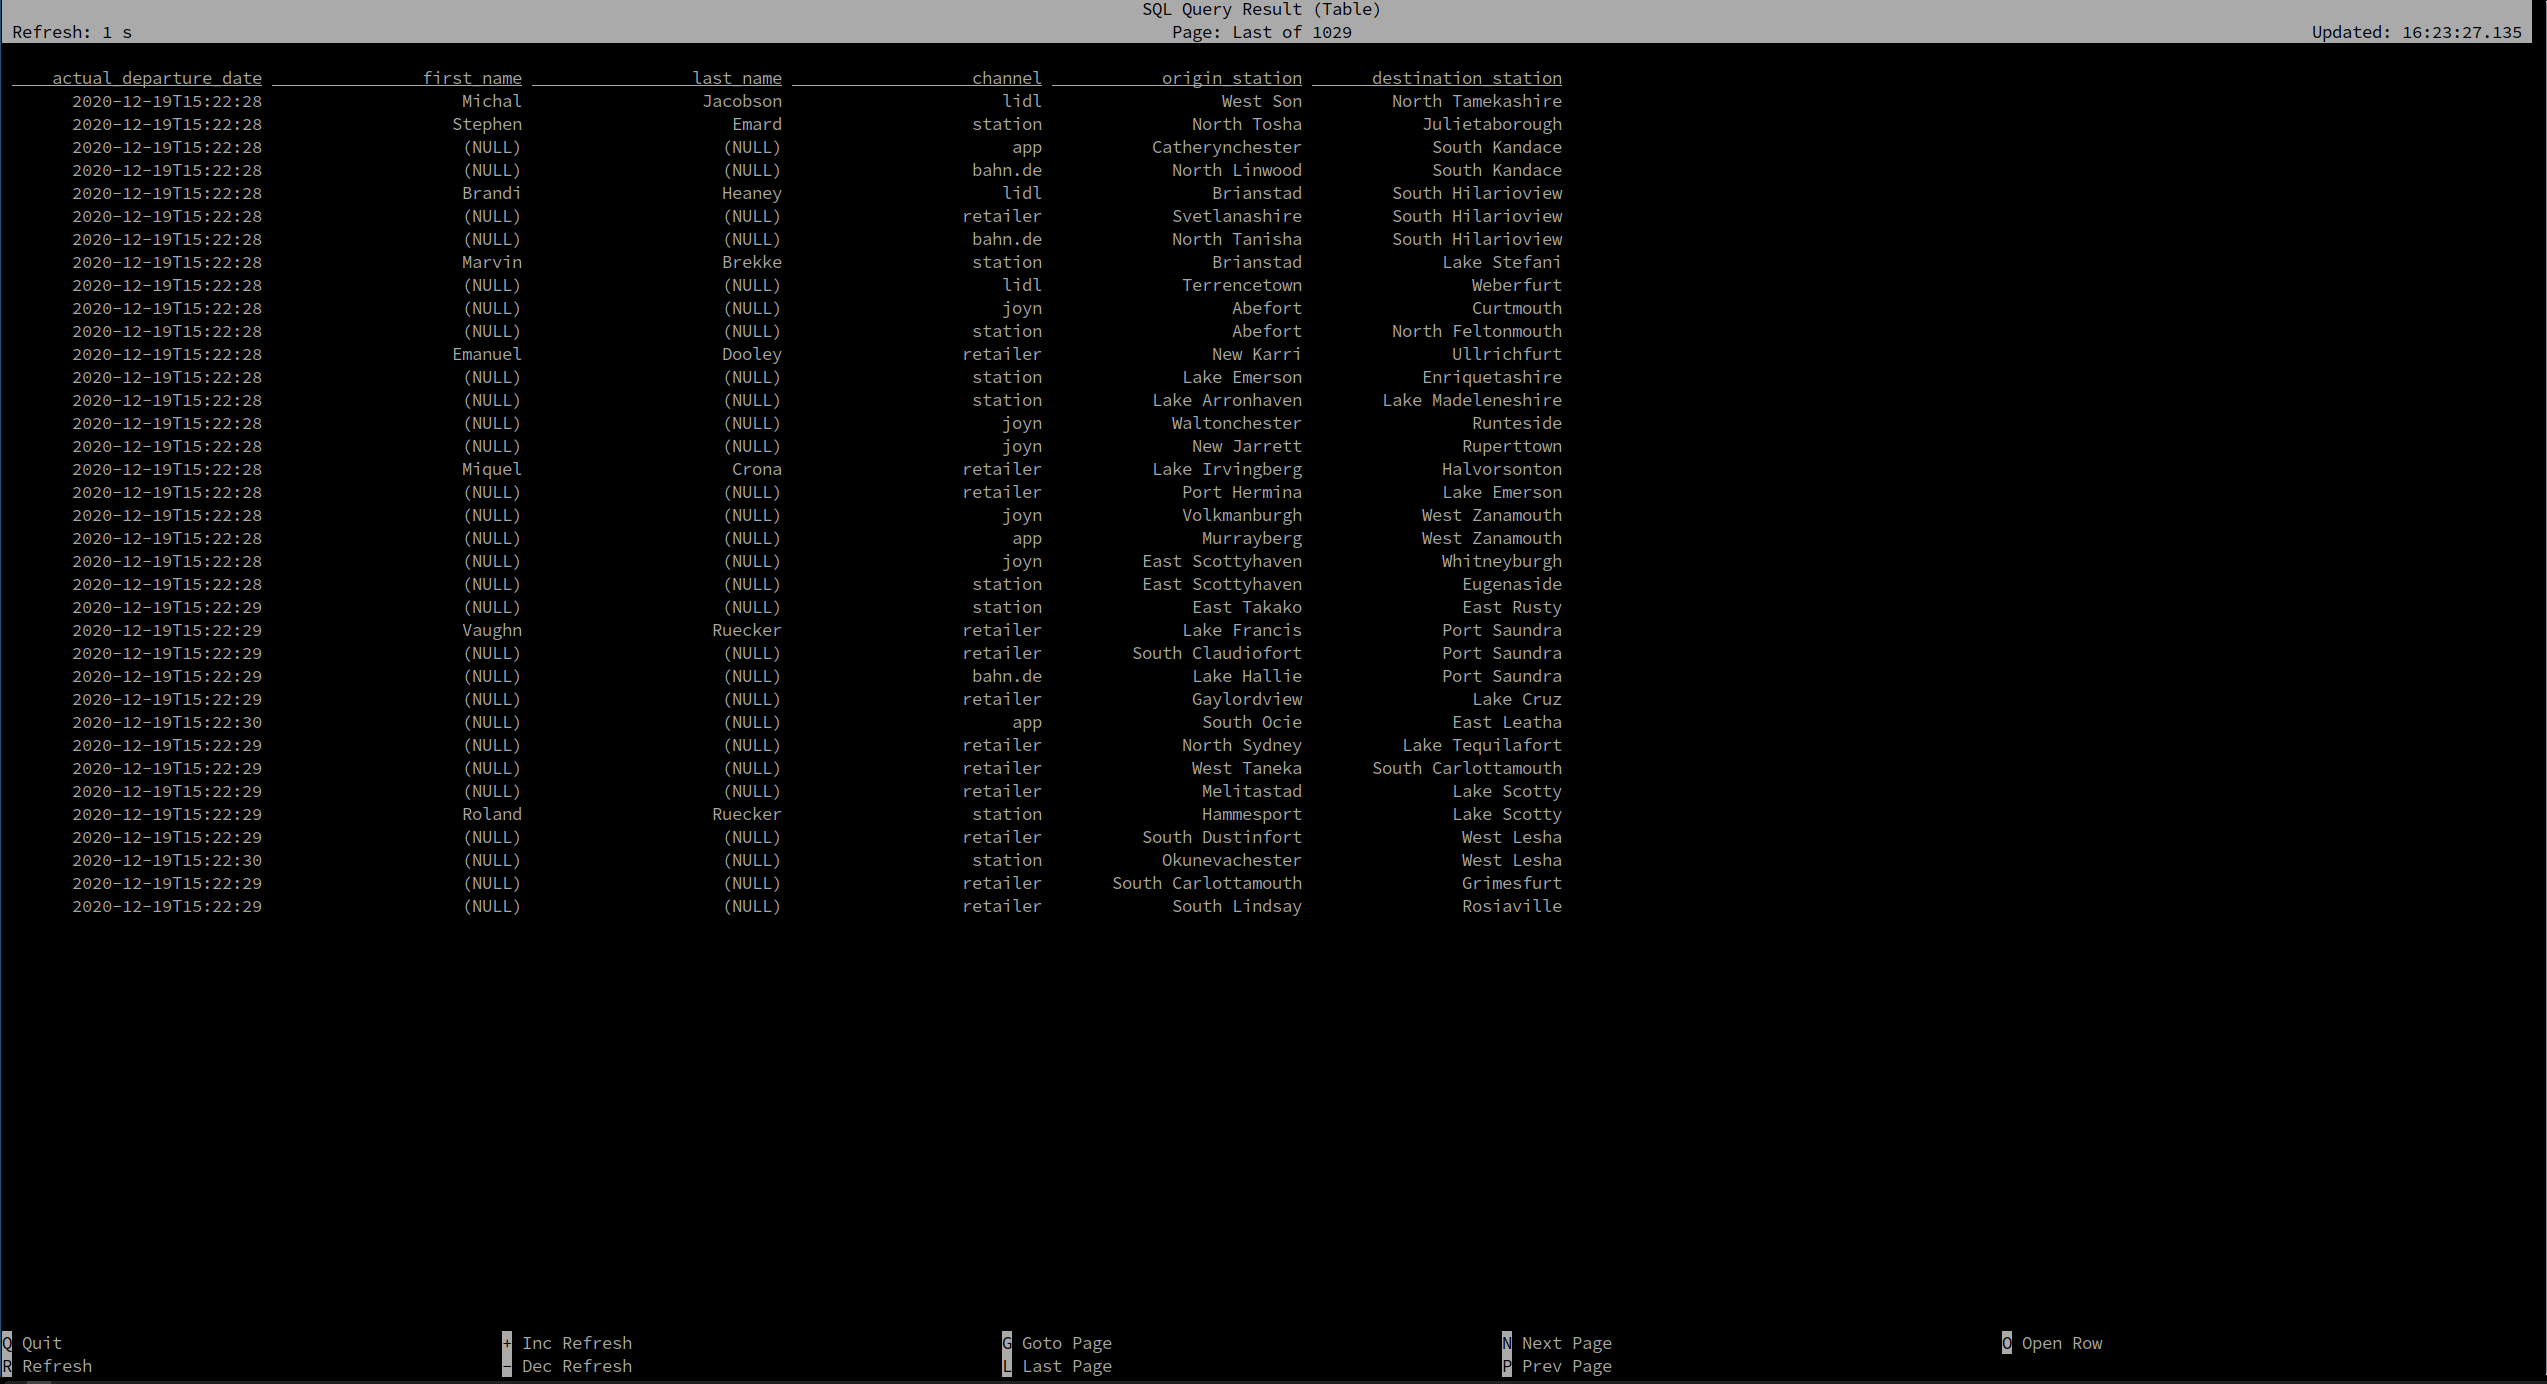 SQL Query Result (Table)
Refresh: 1 s Page: Last of 1029 Updated: 16:23:27.135
actual_departure_date first_name last_name channel origin_station destination_station
2020-12-19T15:22:28 Michal Jacobson lidl West Son North Tamekashire
2020-12-19T15:22:28 Stephen Emard station North Tosha Julietaborough
2020-12-19T15:22:28 (NULL) (NULL) app Catherynchester South Kandace
2020-12-19T15:22:28 (NULL) (NULL) bahn.de North Linwood South Kandace
2020-12-19T15:22:28 Brandi Heaney lidl Brianstad South Hilarioview
2020-12-19T15:22:28 (NULL) (NULL) retailer Svetlanashire South Hilarioview
2020-12-19T15:22:28 (NULL) (NULL) bahn.de North Tanisha South Hilarioview
2020-12-19T15:22:28 Marvin Brekke station Brianstad Lake Stefani
2020-12-19T15:22:28 (NULL) (NULL) lidl Terrencetown Weberfurt
2020-12-19T15:22:28 (NULL) (NULL) joyn Abefort Curtmouth
2020-12-19T15:22:28 (NULL) (NULL) station Abefort North Feltonmouth
2020-12-19T15:22:28 Emanuel Dooley retailer New Karri Ullrichfurt
2020-12-19T15:22:28 (NULL) (NULL) station Lake Emerson Enriquetashire
2020-12-19T15:22:28 (NULL) (NULL) station Lake Arronhaven Lake Madeleneshire
2020-12-19T15:22:28 (NULL) (NULL) joyn Waltonchester Runteside
2020-12-19T15:22:28 (NULL) (NULL) joyn New Jarrett Ruperttown
2020-12-19T15:22:28 Miquel Crona retailer Lake Irvingberg Halvorsonton
2020-12-19T15:22:28 (NULL) (NULL) retailer Port Hermina Lake Emerson
2020-12-19T15:22:28 (NULL) (NULL) joyn Volkmanburgh West Zanamouth
2020-12-19T15:22:28 (NULL) (NULL) app Murrayberg West Zanamouth
2020-12-19T15:22:28 (NULL) (NULL) joyn East Scottyhaven Whitneyburgh
2020-12-19T15:22:28 (NULL) (NULL) station East Scottyhaven Eugenaside
2020-12-19T15:22:29 (NULL) (NULL) station East Takako East Rusty
2020-12-19T15:22:29 Vaughn Ruecker retailer Lake Francis Port Saundra
2020-12-19T15:22:29 (NULL) (NULL) retailer South Claudiofort Port Saundra
2020-12-19T15:22:29 (NULL) (NULL) bahn.de Lake Hallie Port Saundra
2020-12-19T15:22:29 (NULL) (NULL) retailer Gaylordview Lake Cruz
2020-12-19T15:22:30 (NULL) (NULL) app South Ocie East Leatha
2020-12-19T15:22:29 (NULL) (NULL) retailer North Sydney Lake Tequilafort
2020-12-19T15:22:29 (NULL) (NULL) retailer West Taneka South Carlottamouth
2020-12-19T15:22:29 (NULL) (NULL) retailer Melitastad Lake Scotty
2020-12-19T15:22:29 Roland Ruecker station Hammesport Lake Scotty
2020-12-19T15:22:29 (NULL) (NULL) retailer South Dustinfort West Lesha
2020-12-19T15:22:30 (NULL) (NULL) station Okunevachester West Lesha
2020-12-19T15:22:29 (NULL) (NULL) retailer South Carlottamouth Grimesfurt
2020-12-19T15:22:29 (NULL) (NULL) retailer South Lindsay Rosiaville
Q Quit + Inc Refresh G Goto Page N Next Page O Open Row
R Refresh - Dec Refresh L Last Page P Prev Page